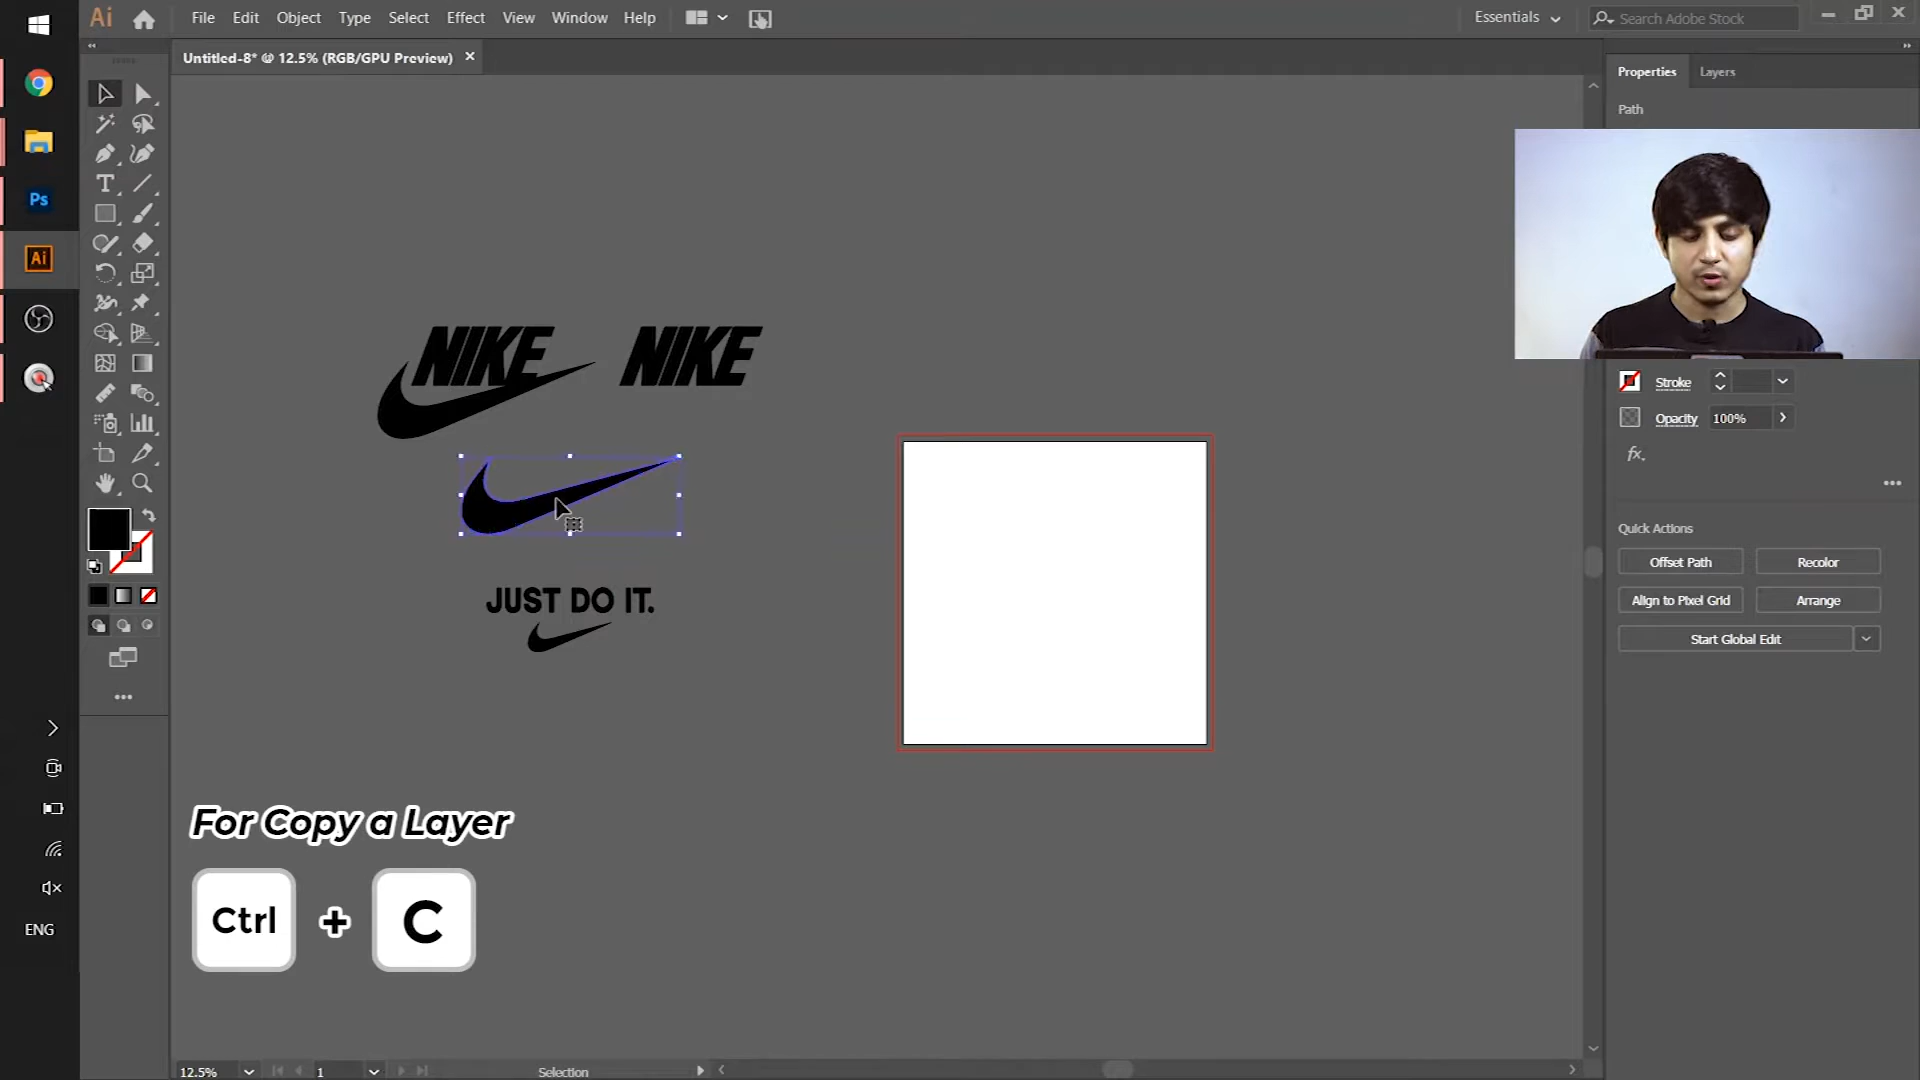 Ai
File Edit Object Type Select Effect View Window Help
Essentials
Search Adobe Stock
Untitled-8* @ 12.5% (RGB/GPU Preview)
Properties Layers
Path
T
Ps
Ai
NIKE NIKE
JUST DO IT.
Stroke
Opacity 100%
fx.
Quick Actions
Offset Path Recolor
Align to Pixel Grid Arrange
Start Global Edit
For Copy a Layer
Ctrl + C
ENG
12.5% 1 Selection